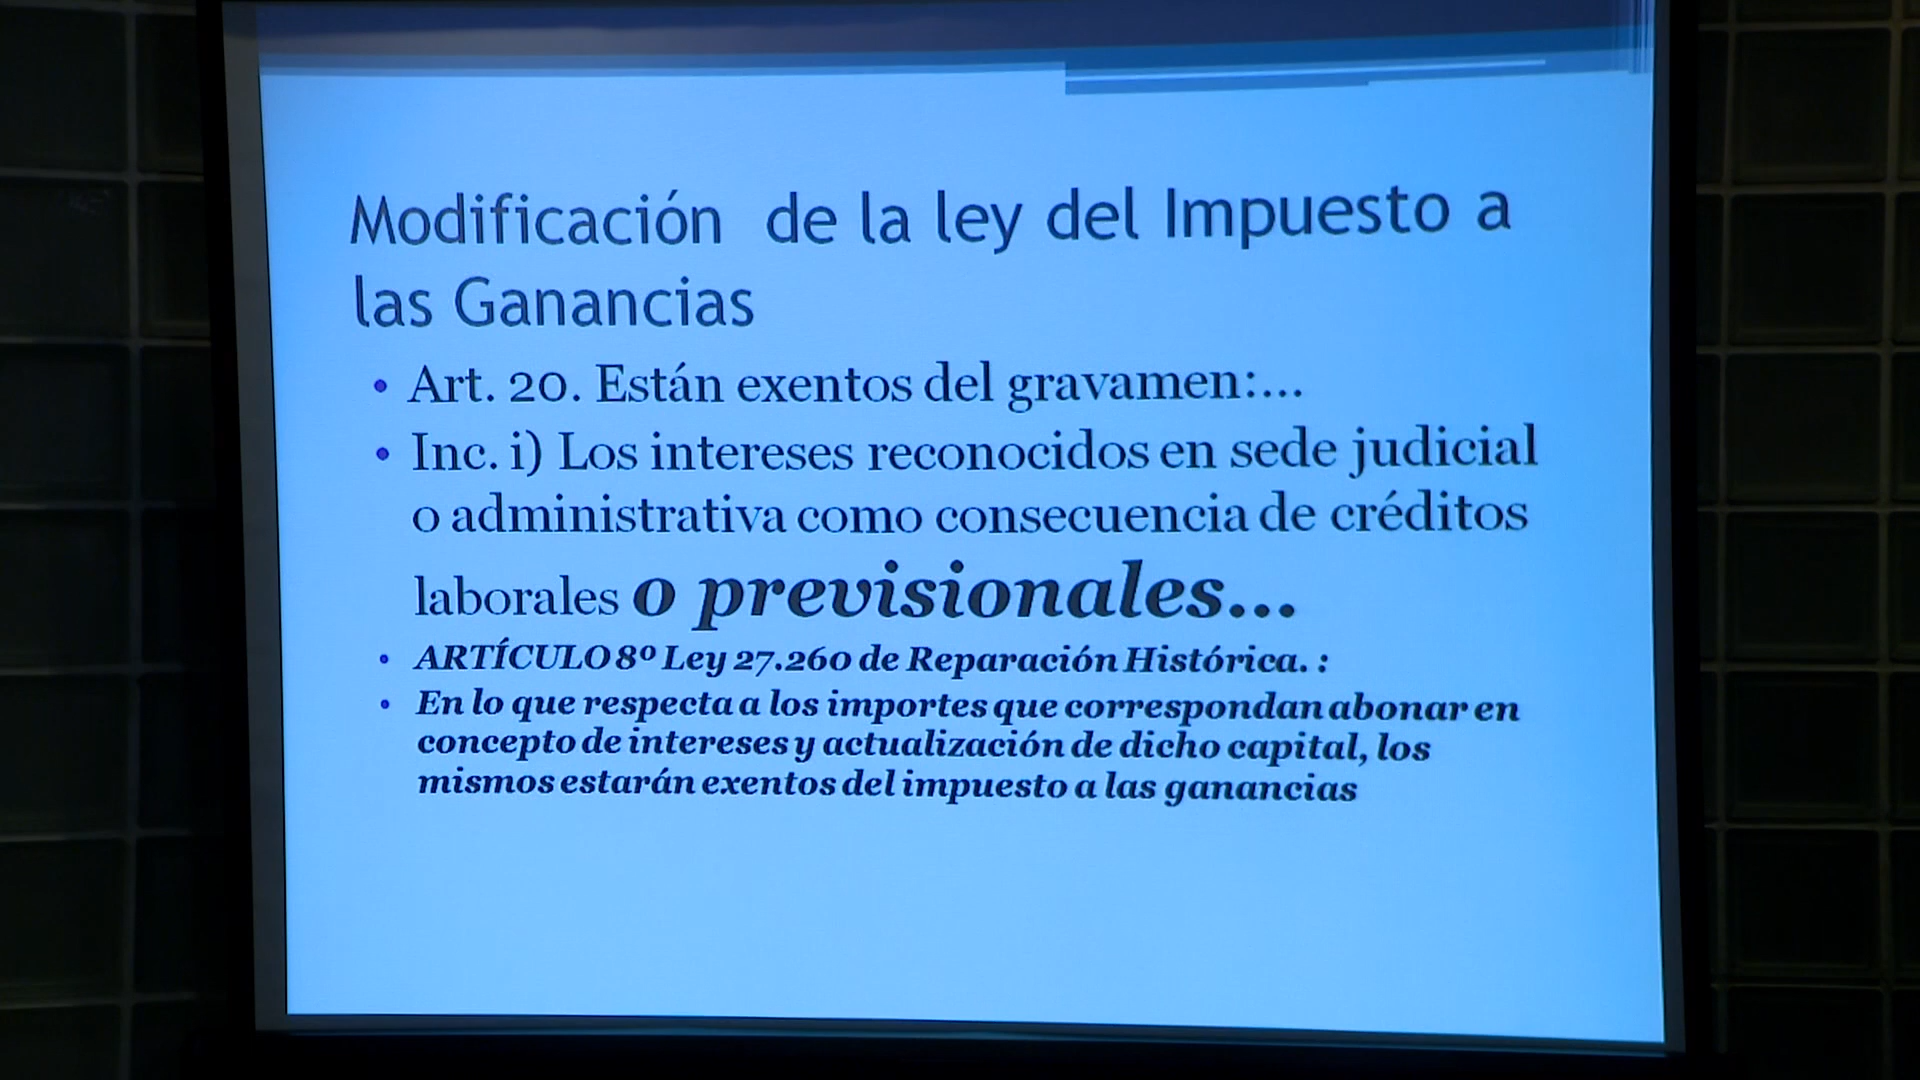 Modificación de la ley del Impuesto a
las Ganancias
• Art. 20. Están exentos del gravamen:...
• Inc. i) Los intereses reconocidos en sede judicial
o administrativa como consecuencia de créditos
laborales o previsionales...
• ARTÍCULO 8º Ley 27.260 de Reparación Histórica. :
• En lo que respecta a los importes que correspondan abonar en
concepto de intereses y actualización de dicho capital, los
mismos estarán exentos del impuesto a las ganancias